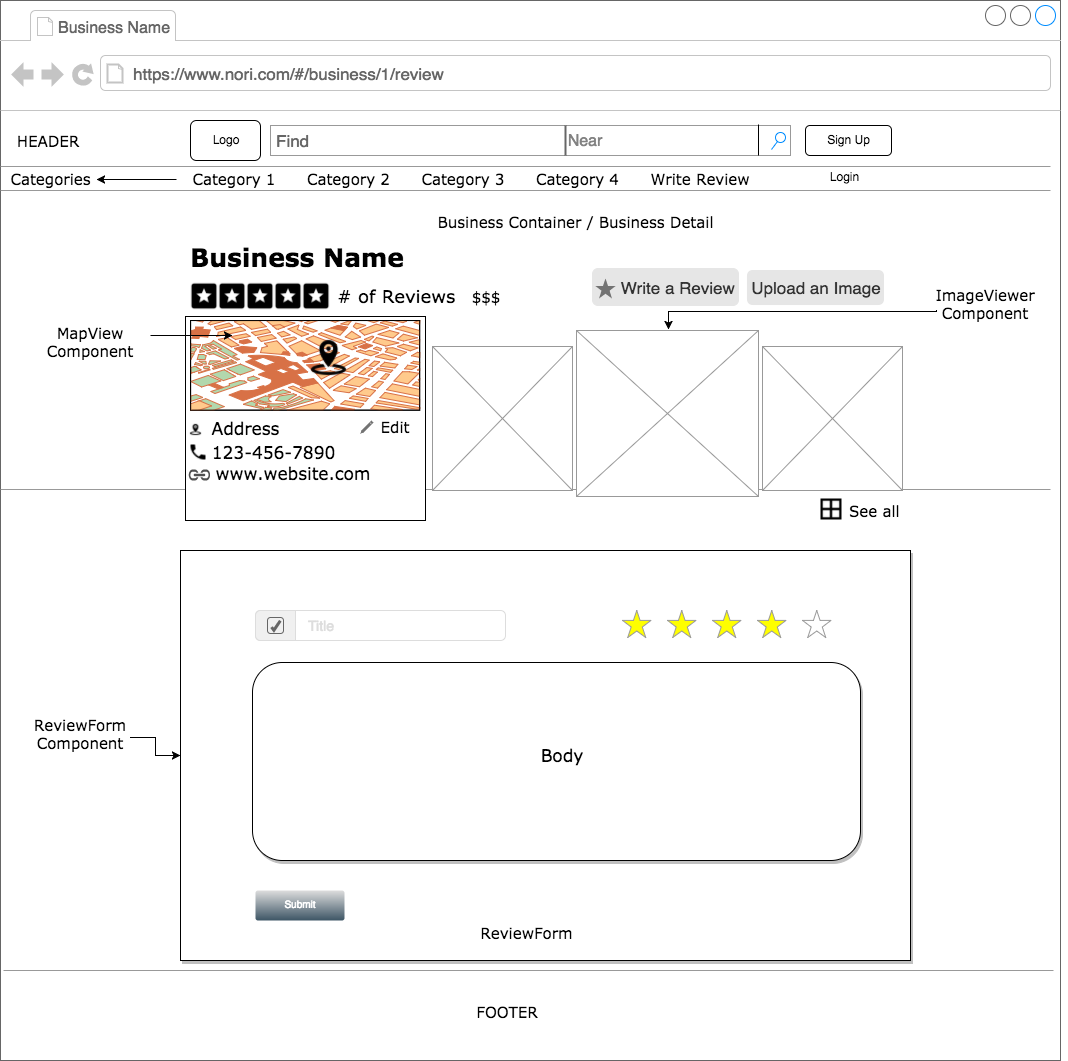 Business Name
https://www.nori.com/#/business/1/review
HEADER
Logo
Find
Near
Sign Up
Categories
Category 1
Category 2
Category 3
Category 4
Write Review
Login
Business Container / Business Detail
Business Name
# of Reviews $$$
Write a Review
Upload an Image
ImageViewer
Component
MapView
Component
Address
Edit
123-456-7890
www.website.com
See all
Title
ReviewForm
Component
Body
Submit
ReviewForm
FOOTER